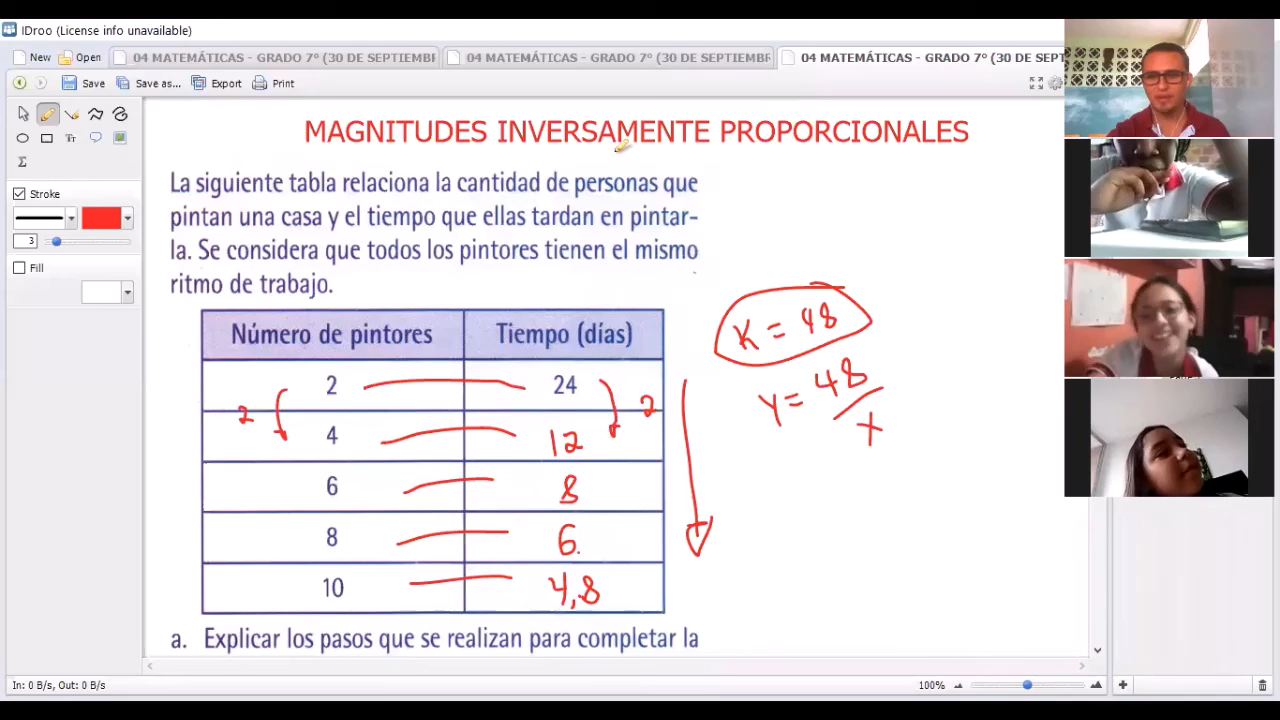 IDroo (License info unavailable)
New Open 04 MATEMÁTICAS - GRADO 7º (30 DE SEPTIEMBI 04 MATEMÁTICAS - GRADO 7º (30 DE SEPTIEMBI 04 MATEMÁTICAS - GRADO 7º (30 DE SEPTIEM
Save Save as... Export Print
Stroke
3
Fill
MAGNITUDES INVERSAMENTE PROPORCIONALES
La siguiente tabla relaciona la cantidad de personas que
pintan una casa y el tiempo que ellas tardan en pintar-
la. Se considera que todos los pintores tienen el mismo
ritmo de trabajo.
Número de pintores Tiempo (días)
2 24
4 12
6 8
8 6
10 4,8
2 2
K = 48
Y = 48
x
a. Explicar los pasos que se realizan para completar la
In: 0 B/s, Out: 0 B/s 100%